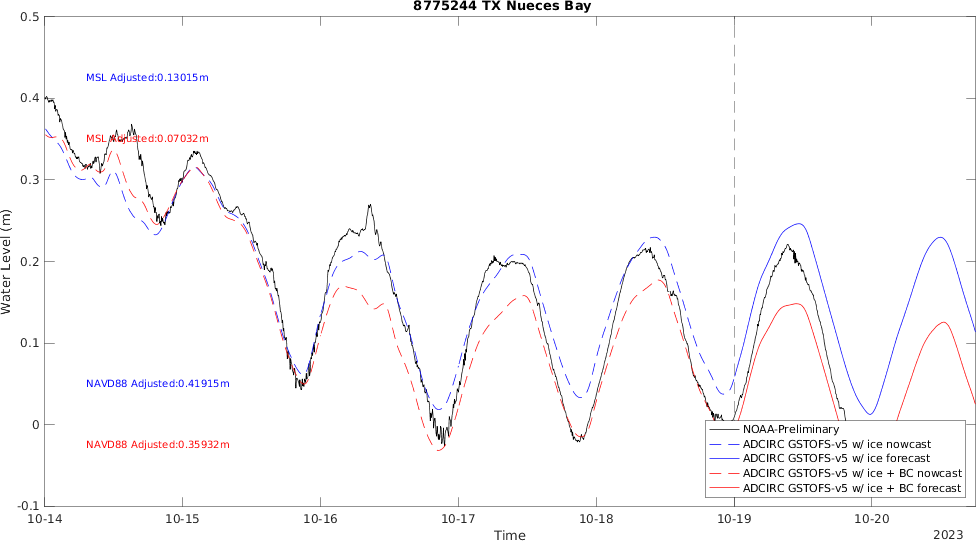 8775244 TX Nueces Bay
0.5
0.4
0.3
0.2
0.1
0
-0.1
Water Level (m)
MSL Adjusted:0.13015m
MSL Adjusted:0.07032m
NAVD88 Adjusted:0.41915m
NAVD88 Adjusted:0.35932m
NOAA-Preliminary
ADCIRC GSTOFS-v5 w/ ice nowcast
ADCIRC GSTOFS-v5 w/ ice forecast
ADCIRC GSTOFS-v5 w/ ice + BC nowcast
ADCIRC GSTOFS-v5 w/ ice + BC forecast
10-14 10-15 10-16 10-17 10-18 10-19 10-20
Time
2023